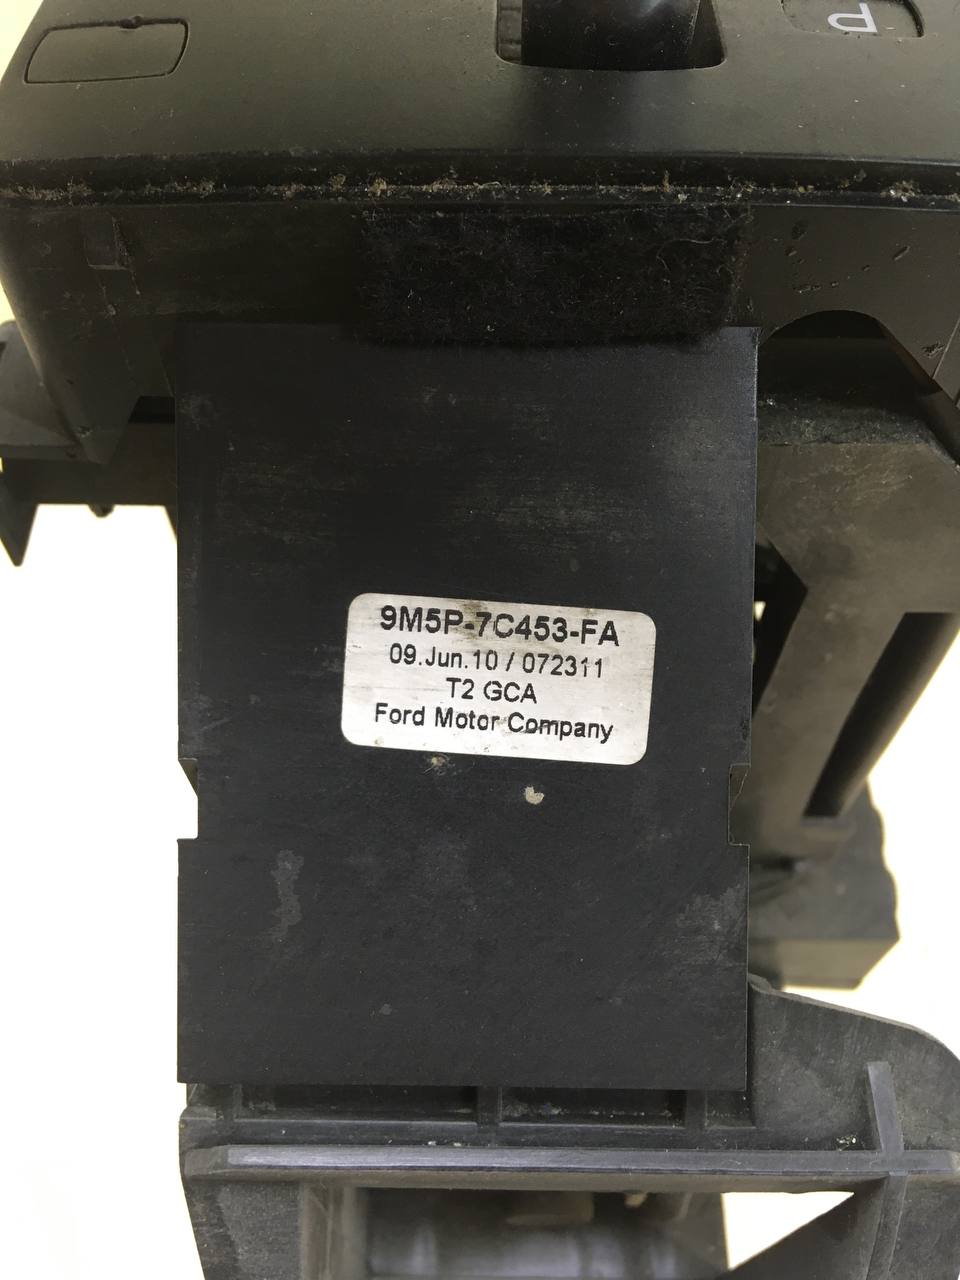 P
9M5P-7C453-FA
09.Jun.10 / 072311
T2 GCA
Ford Motor Company